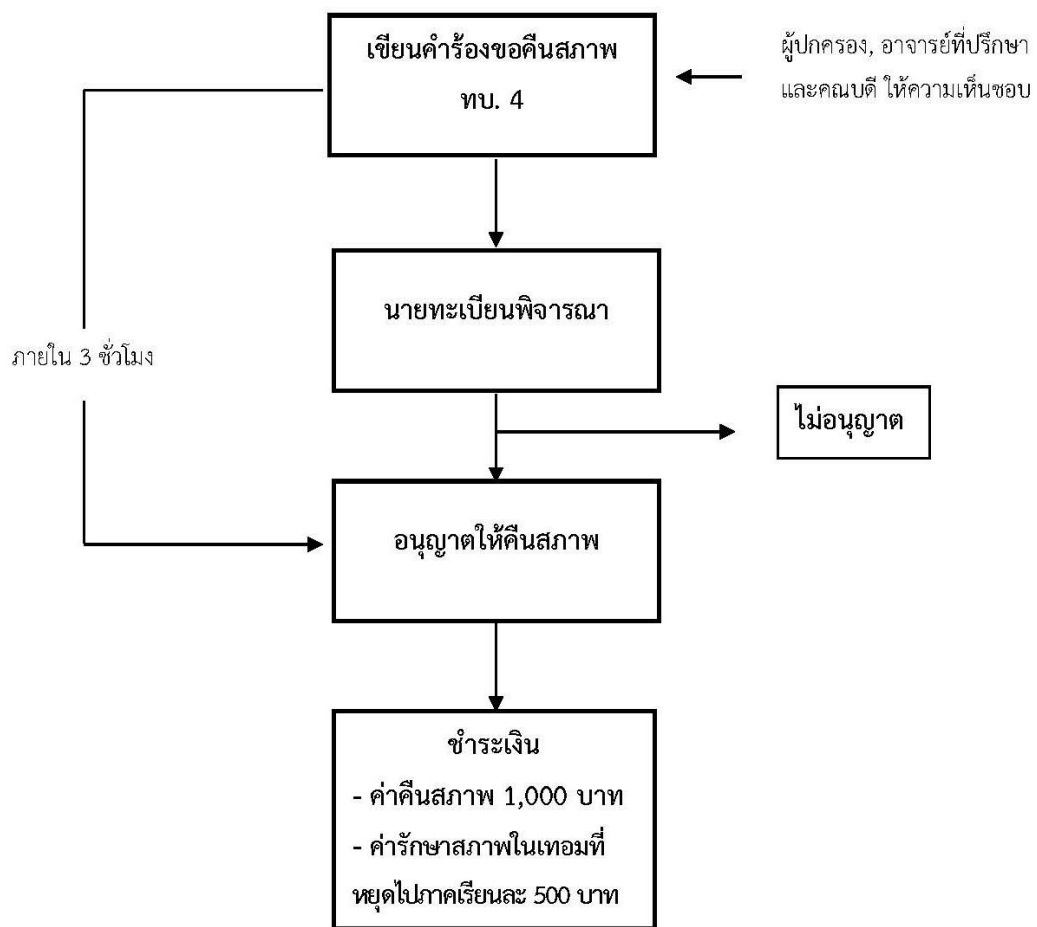 เขียนคำร้องขอคืนสภาพ
ทบ. 4
ผู้ปกครอง, อาจารย์ที่ปรึกษา
และคณบดี ให้ความเห็นชอบ
นายทะเบียนพิจารณา
ภายใน 3 ชั่วโมง
ไม่อนุญาต
อนุญาตให้คืนสภาพ
ชำระเงิน
- ค่าคืนสภาพ 1,000 บาท
- ค่ารักษาสภาพในเทอมที่
หยุดไปภาคเรียนละ 500 บาท